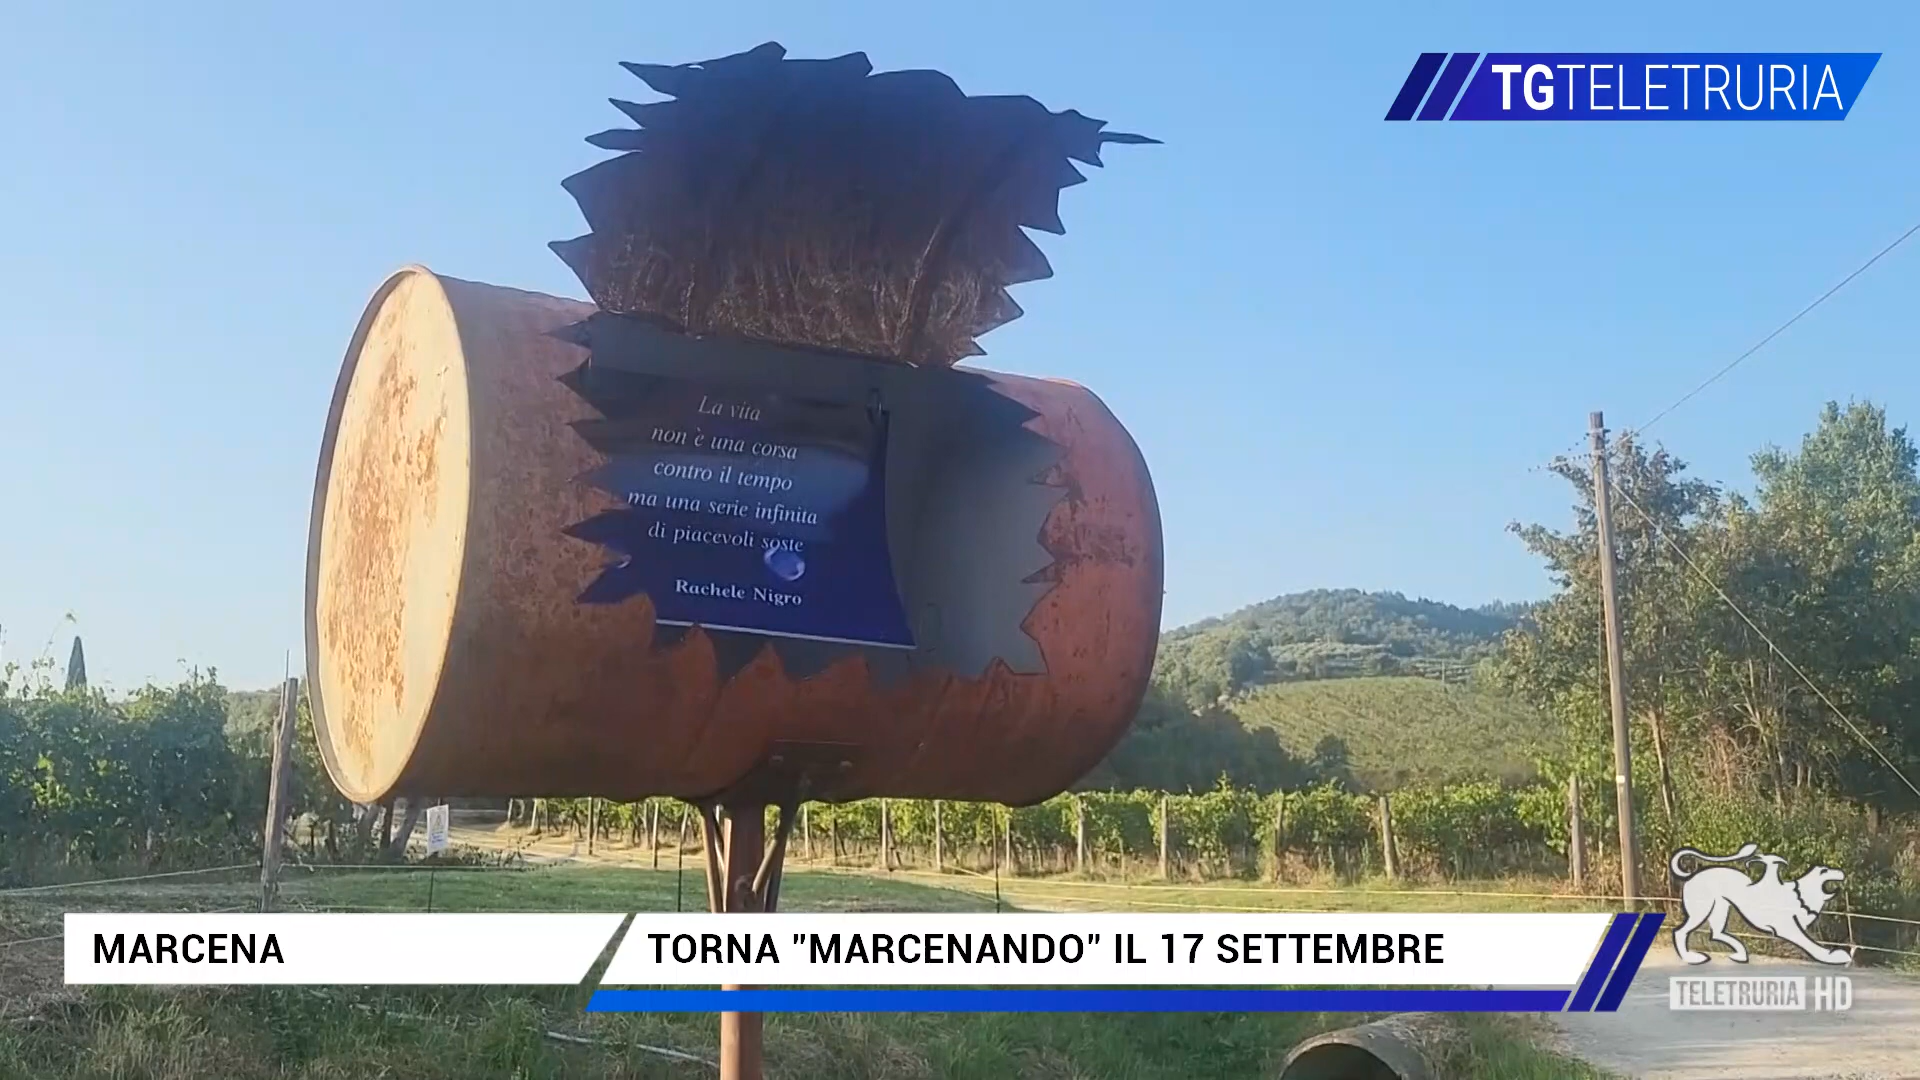 TGTELETRURIA
La vita
non è una corsa
contro il tempo
ma una serie infinita
di piacevoli soste
Rachele Nigro
MARCENA
TORNA "MARCENANDO" IL 17 SETTEMBRE
TELETRURIA HD